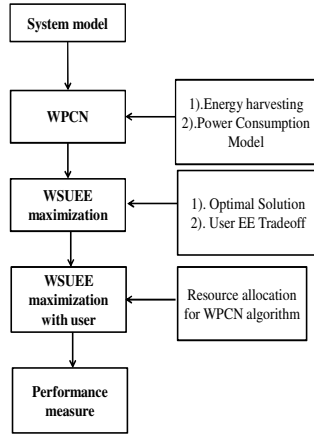 System model
WPCN
1).Energy harvesting
2).Power Consumption
Model
WSUEE
maximization
1). Optimal Solution
2). User EE Tradeoff
WSUEE
maximization
with user
Resource allocation
for WPCN algorithm
Performance
measure